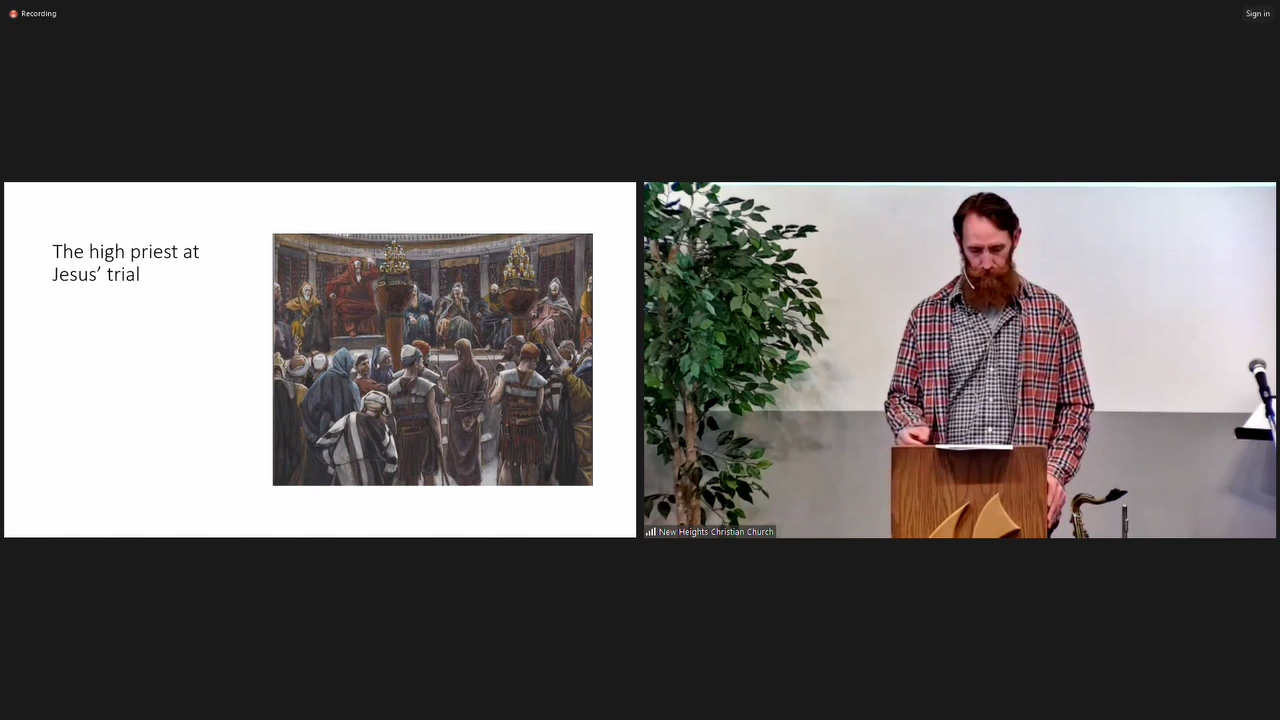 Recording
Sign in
The high priest at
Jesus’ trial
New Heights Christian Church